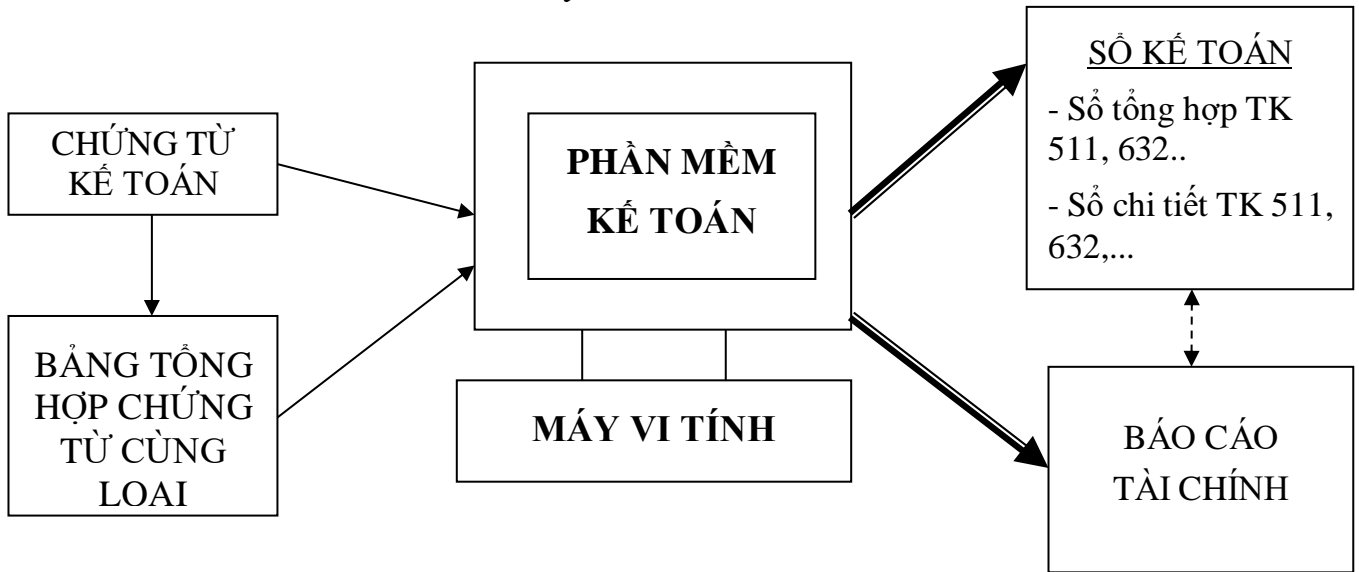 CHỨNG TỪ
KẾ TOÁN
BẢNG TỔNG
HỢP CHỨNG
TỪ CÙNG
LOAI
PHẦN MỀM
KẾ TOÁN
MÁY VI TÍNH
SỔ KẾ TOÁN
- Sổ tổng hợp TK
511, 632..
- Sổ chi tiết TK 511,
632,...
BÁO CÁO
TÀI CHÍNH